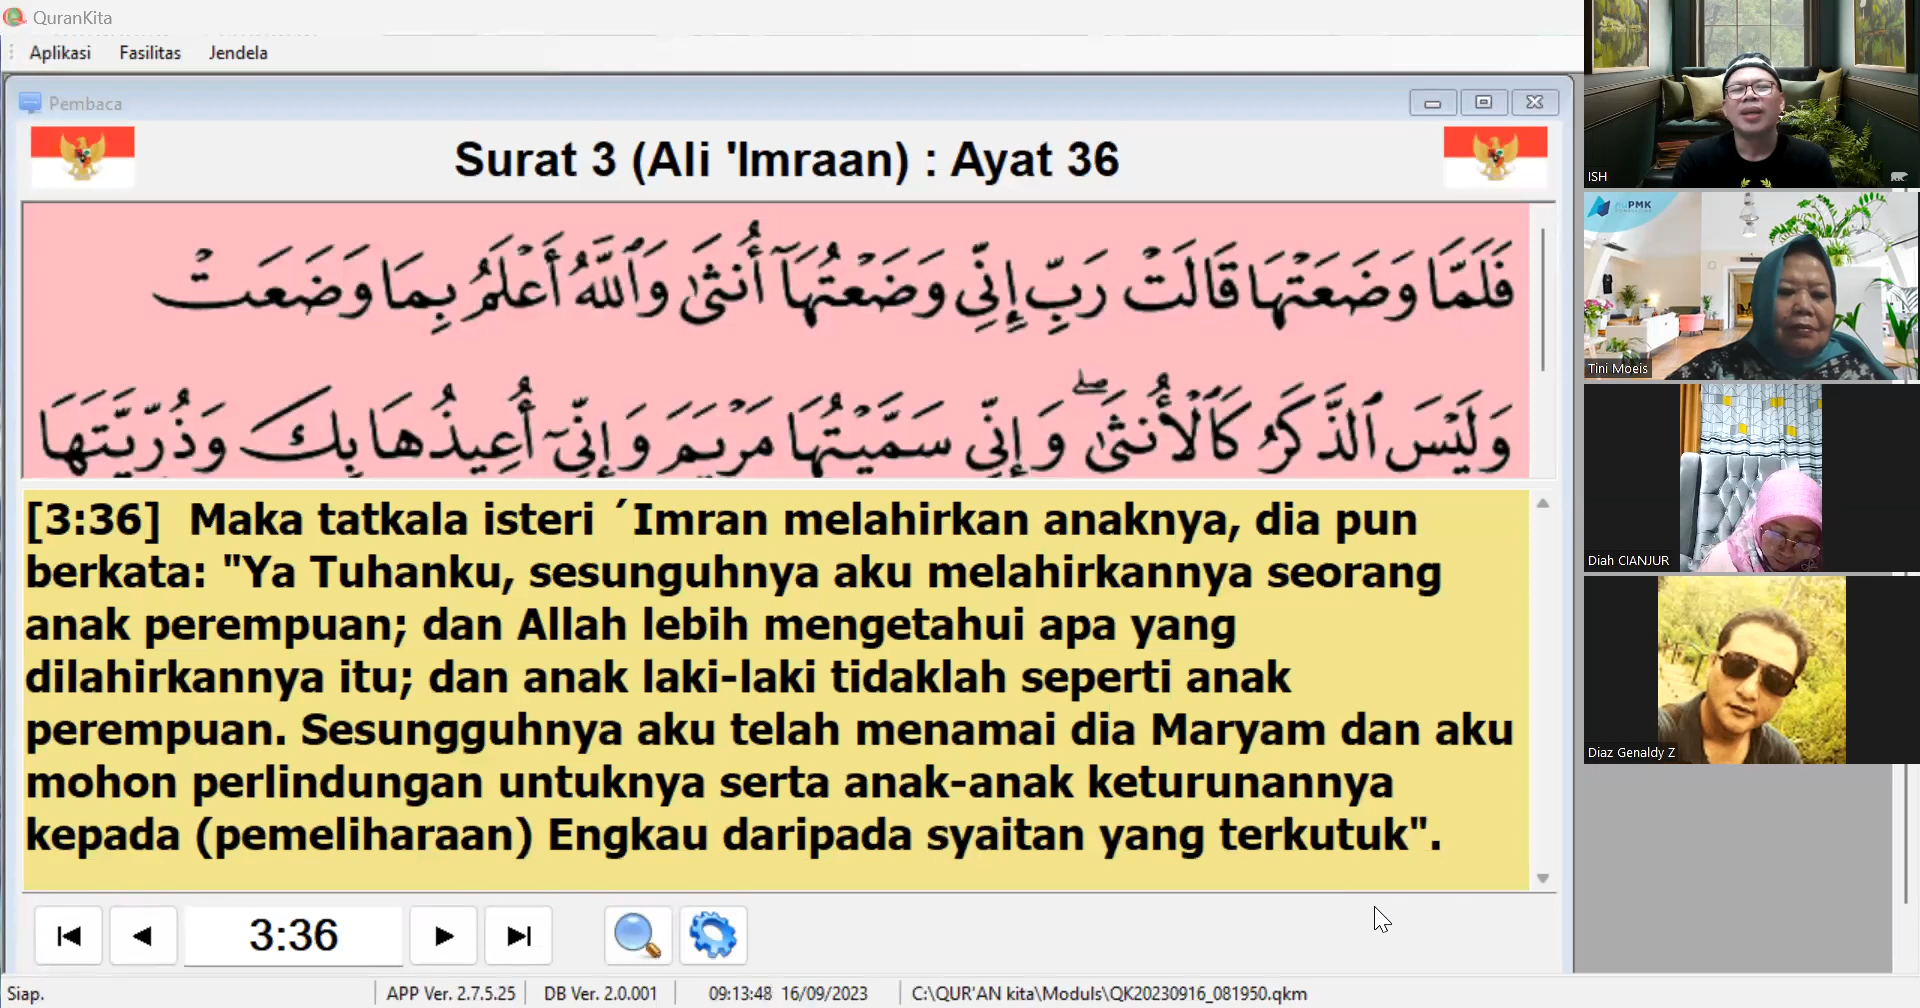 QuranKita
Aplikasi Fasilitas Jendela
Pembaca
Surat 3 (Ali 'Imraan) : Ayat 36
فَلَمَّا وَضَعَتْهَا قَالَتْ رَبِّ إِنِّي وَضَعْتُهَآ أُنثَىٰ وَٱللَّهُ أَعْلَمُ بِمَا وَضَعَتْ
وَلَيْسَ ٱلذَّكَرُ كَٱلْأُنثَىٰ ۖ وَإِنِّي سَمَّيْتُهَا مَرْيَمَ وَإِنِّيٓ أُعِيذُهَا بِكَ وَذُرِّيَّتَهَا
[3:36] Maka tatkala isteri ´Imran melahirkan anaknya, dia pun
berkata: "Ya Tuhanku, sesunguhnya aku melahirkannya seorang
anak perempuan; dan Allah lebih mengetahui apa yang
dilahirkannya itu; dan anak laki-laki tidaklah seperti anak
perempuan. Sesungguhnya aku telah menamai dia Maryam dan aku
mohon perlindungan untuknya serta anak-anak keturunannya
kepada (pemeliharaan) Engkau daripada syaitan yang terkutuk".
3:36
Siap. APP Ver. 2.7.5.25 DB Ver. 2.0.001 09:13:48 16/09/2023 C:\QUR'AN kita\Moduls\QK20230916_081950.qkm
ISH
PMK
Tini Moeis
Diah CIANJUR
Diaz Genaldy Z